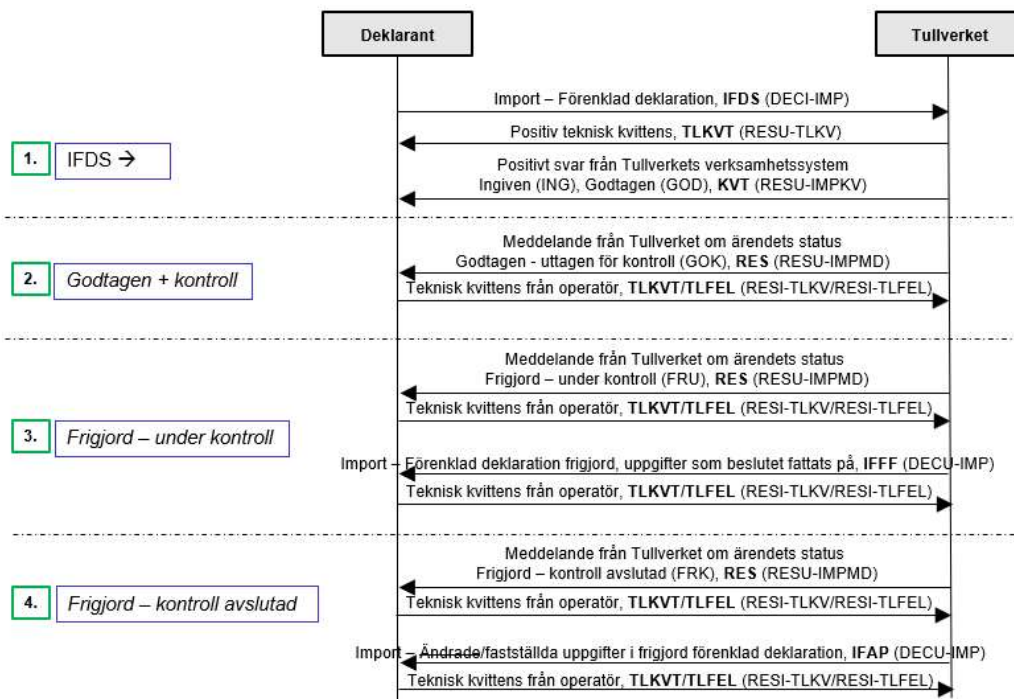 Deklarant
Tullverket
Import – Förenklad deklaration, IFDS (DECI-IMP)
Positiv teknisk kvittens, TLKVT (RESU-TLKV)
1.
IFDS →
Positivt svar från Tullverkets verksamhetssystem
Ingiven (ING), Godtagen (GOD), KVT (RESU-IMPKV)
Meddelande från Tullverket om ärendets status
2.
Godtagen + kontroll
Godtagen - uttagen för kontroll (GOK), RES (RESU-IMPMD)
Teknisk kvittens från operatör, TLKVT/TLFEL (RESI-TLKV/RESI-TLFEL)
Meddelande från Tullverket om ärendets status
Frigjord – under kontroll (FRU), RES (RESU-IMPMD)
Teknisk kvittens från operatör, TLKVT/TLFEL (RESI-TLKV/RESI-TLFEL)
3.
Frigjord – under kontroll
Import – Förenklad deklaration frigjord, uppgifter som beslutet fattats på, IFFF (DECU-IMP)
Teknisk kvittens från operatör, TLKVT/TLFEL (RESI-TLKV/RESI-TLFEL)
Meddelande från Tullverket om ärendets status
Frigjord – kontroll avslutad (FRK), RES (RESU-IMPMD)
4.
Frigjord – kontroll avslutad
Teknisk kvittens från operatör, TLKVT/TLFEL (RESI-TLKV/RESI-TLFEL)
Import – Ändrade/fastställda uppgifter i frigjord förenklad deklaration, IFAP (DECU-IMP)
Teknisk kvittens från operatör, TLKVT/TLFEL (RESI-TLKV/RESI-TLFEL)